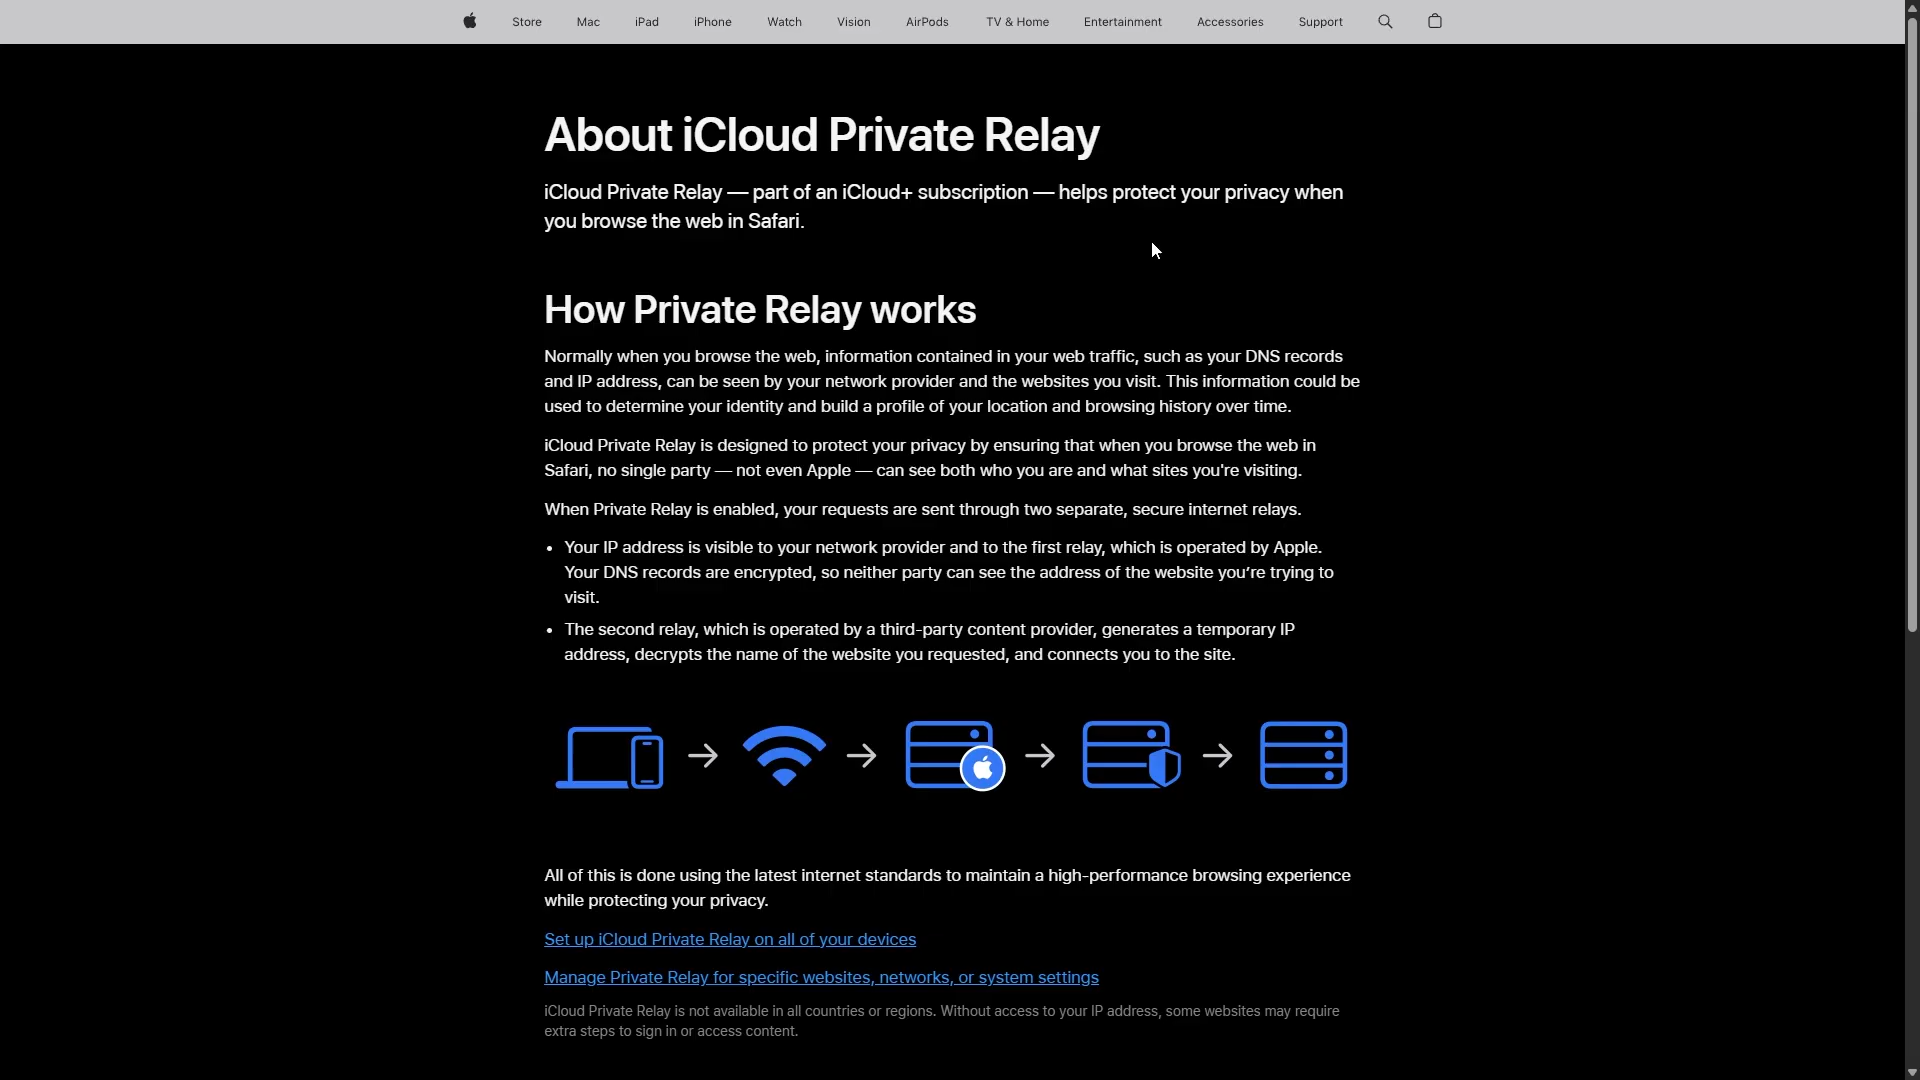 Store Mac iPad iPhone Watch Vision AirPods TV & Home Entertainment Accessories Support
About iCloud Private Relay
iCloud Private Relay — part of an iCloud+ subscription — helps protect your privacy when
you browse the web in Safari.
How Private Relay works
Normally when you browse the web, information contained in your web traffic, such as your DNS records
and IP address, can be seen by your network provider and the websites you visit. This information could be
used to determine your identity and build a profile of your location and browsing history over time.
iCloud Private Relay is designed to protect your privacy by ensuring that when you browse the web in
Safari, no single party — not even Apple — can see both who you are and what sites you're visiting.
When Private Relay is enabled, your requests are sent through two separate, secure internet relays.
• Your IP address is visible to your network provider and to the first relay, which is operated by Apple.
Your DNS records are encrypted, so neither party can see the address of the website you’re trying to
visit.
• The second relay, which is operated by a third-party content provider, generates a temporary IP
address, decrypts the name of the website you requested, and connects you to the site.
All of this is done using the latest internet standards to maintain a high-performance browsing experience
while protecting your privacy.
Set up iCloud Private Relay on all of your devices
Manage Private Relay for specific websites, networks, or system settings
iCloud Private Relay is not available in all countries or regions. Without access to your IP address, some websites may require
extra steps to sign in or access content.